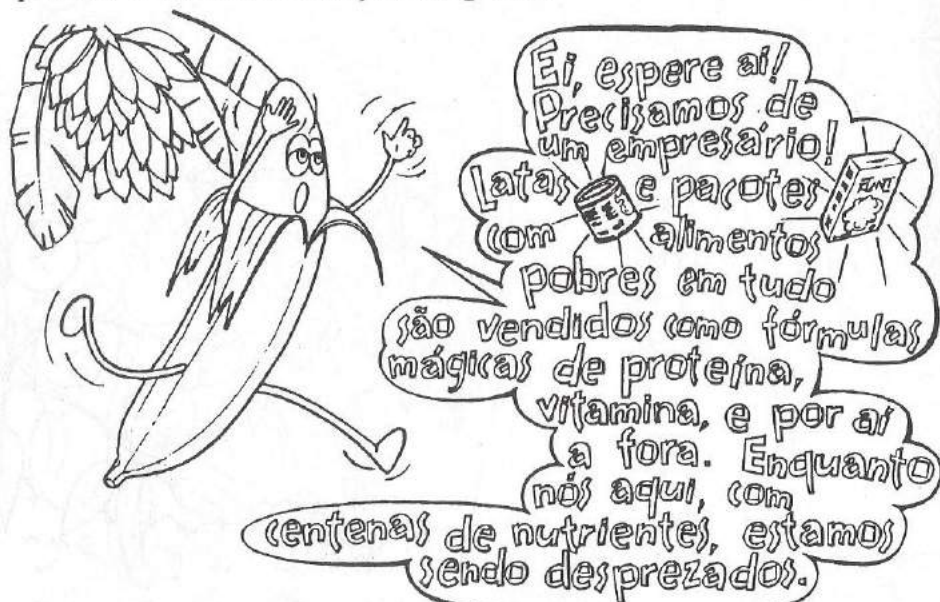 Ei, espere aí!
Precisamos de
um empresário!
Latas e pacotes
com alimentos
pobres em tudo
são vendidos como fórmulas
mágicas de proteína,
vitamina, e por aí
a fora. Enquanto
nós aqui, com
centenas de nutrientes, estamos
sendo desprezados.